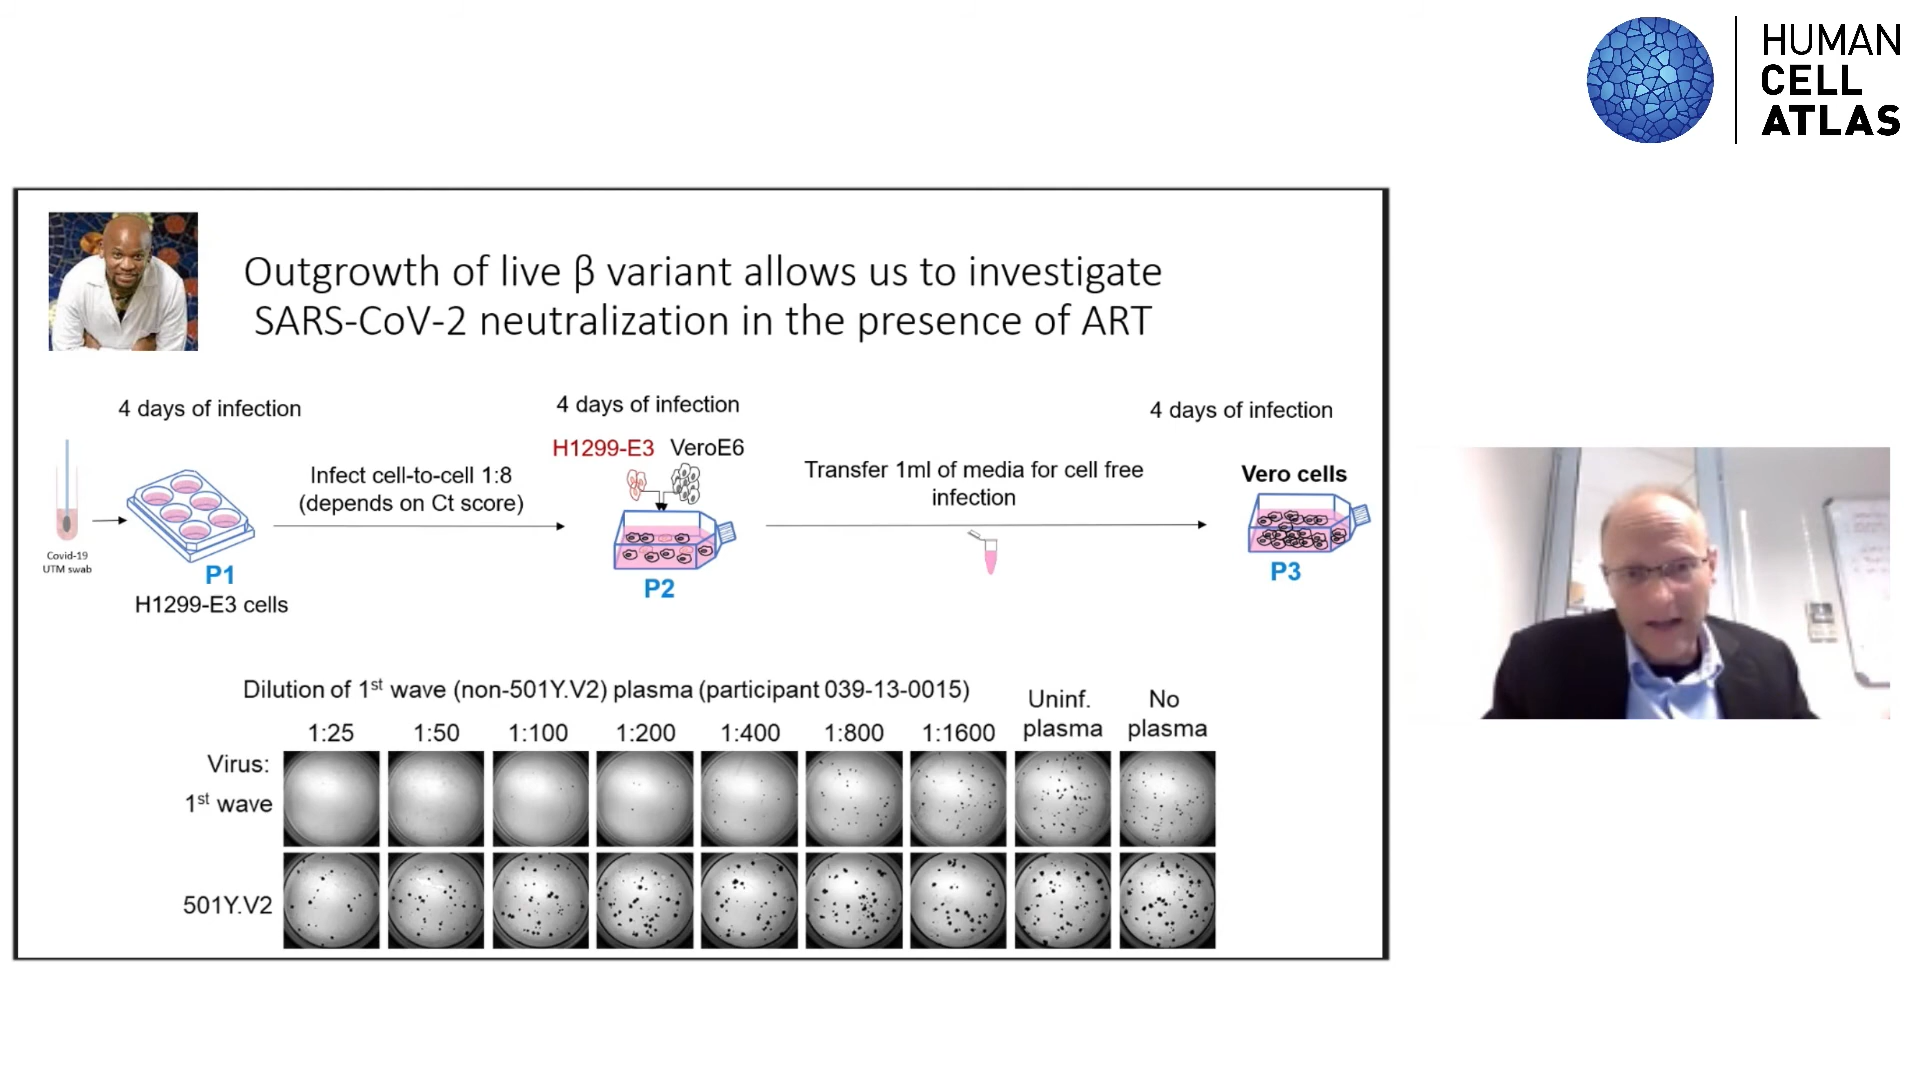 HUMAN
CELL
ATLAS
Outgrowth of live β variant allows us to investigate
SARS-CoV-2 neutralization in the presence of ART
4 days of infection
4 days of infection
4 days of infection
H1299-E3 VeroE6
Infect cell-to-cell 1:8
(depends on Ct score)
Transfer 1ml of media for cell free
infection
Vero cells
Covid-19
UTM swab
P1
H1299-E3 cells
P2
P3
Dilution of 1st wave (non-501Y.V2) plasma (participant 039-13-0015)
Uninf.
plasma
No
plasma
1:25 1:50 1:100 1:200 1:400 1:800 1:1600
Virus:
1st wave
501Y.V2